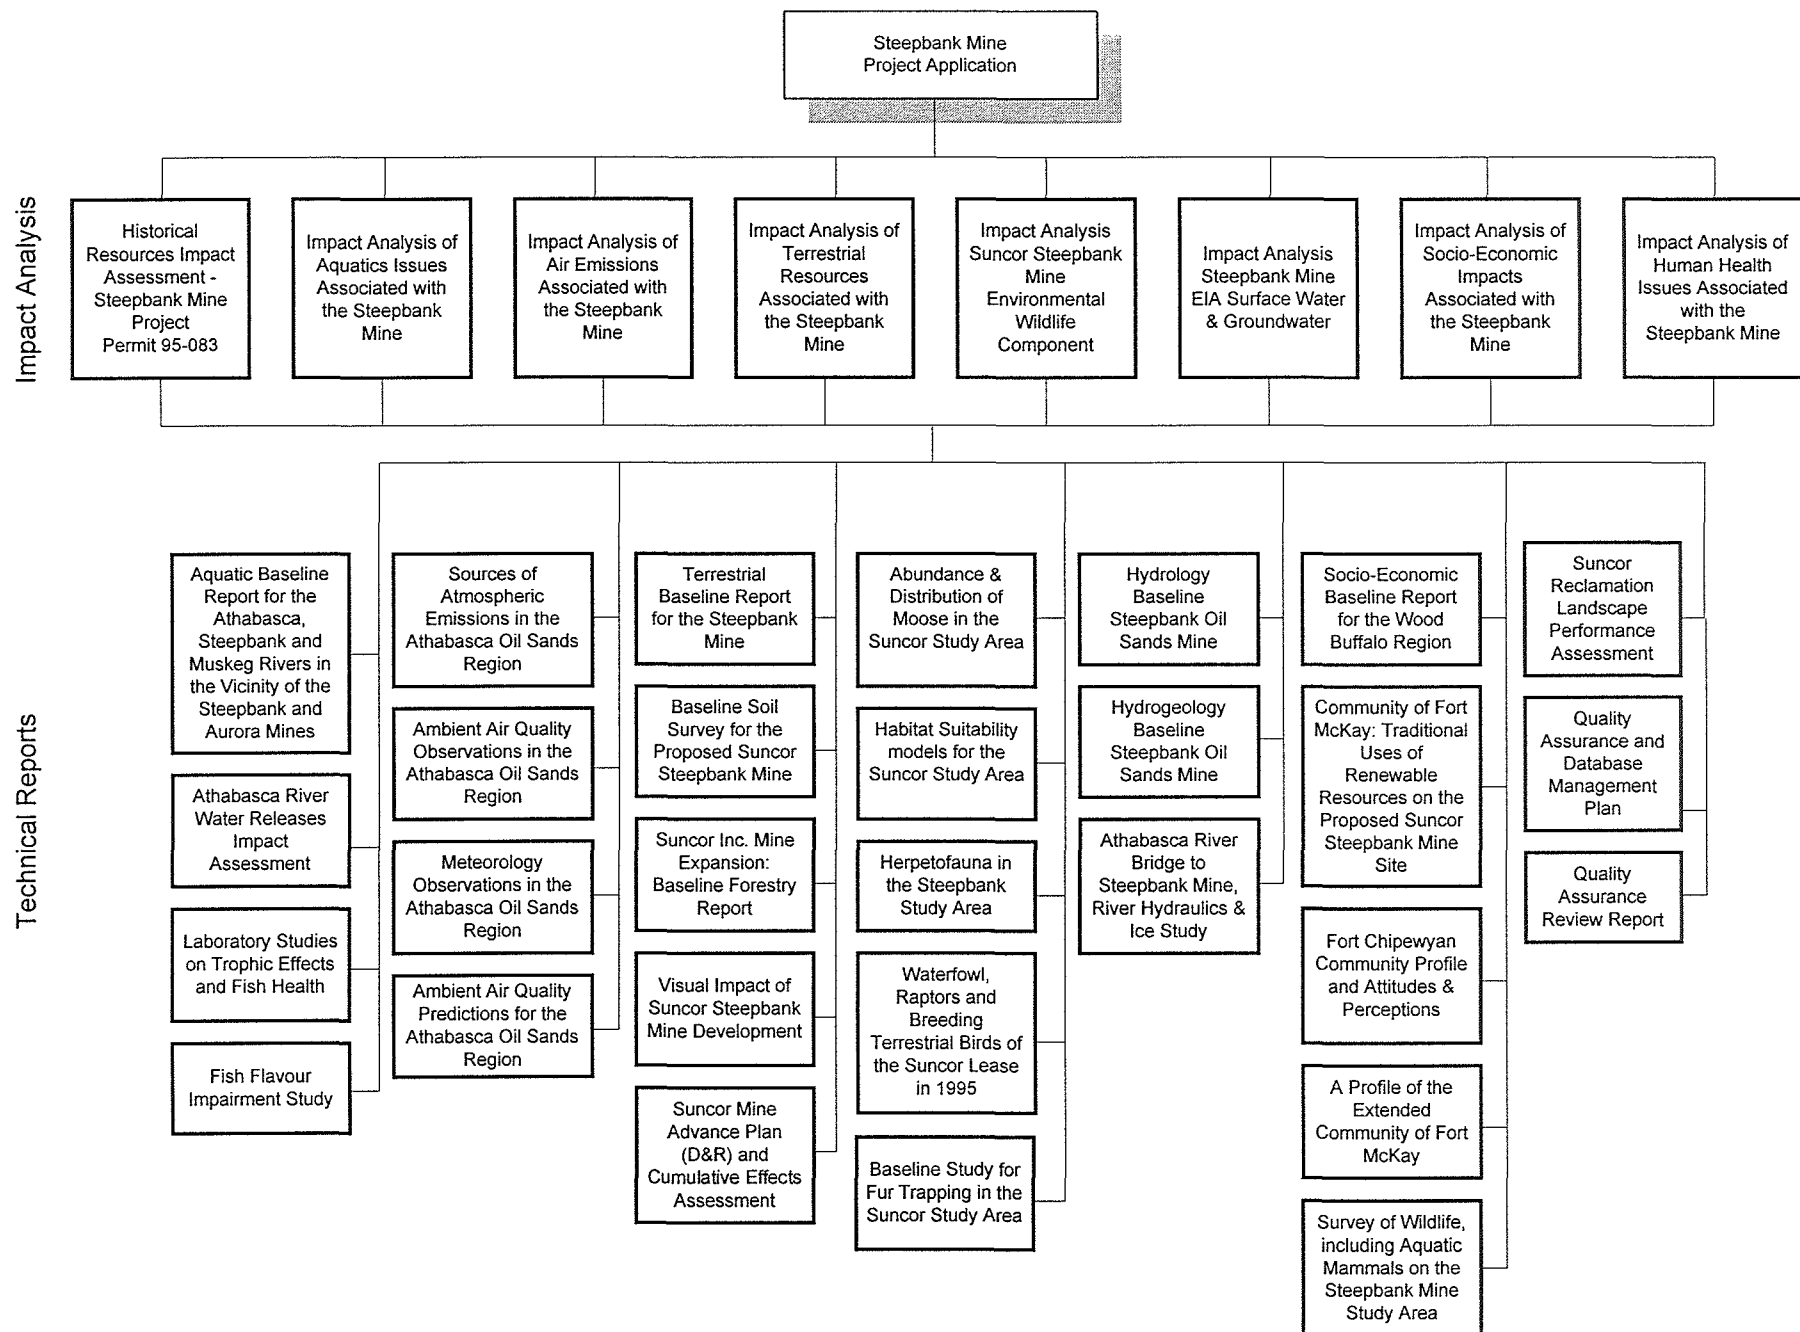 Steepbank Mine
Project Application
Impact Analysis
Historical
Resources Impact
Assessment -
Steepbank Mine
Project
Permit 95-083
Impact Analysis of
Aquatics Issues
Associated with
the Steepbank
Mine
Impact Analysis of
Air Emissions
Associated with
the Steepbank
Mine
Impact Analysis of
Terrestrial
Resources
Associated with
the Steepbank
Mine
Impact Analysis
Suncor Steepbank
Mine
Environmental
Wildlife
Component
Impact Analysis
Steepbank Mine
EIA Surface Water
& Groundwater
Impact Analysis of
Socio-Economic
Impacts
Associated with
the Steepbank
Mine
Impact Analysis of
Human Health
Issues Associated
with the
Steepbank Mine
Technical Reports
Aquatic Baseline
Report for the
Athabasca,
Steepbank and
Muskeg Rivers in
the Vicinity of the
Steepbank and
Aurora Mines
Athabasca River
Water Releases
Impact
Assessment
Laboratory Studies
on Trophic Effects
and Fish Health
Fish Flavour
Impairment Study
Sources of
Atmospheric
Emissions in the
Athabasca Oil Sands
Region
Ambient Air Quality
Observations in the
Athabasca Oil Sands
Region
Meteorology
Observations in the
Athabasca Oil Sands
Region
Ambient Air Quality
Predictions for the
Athabasca Oil Sands
Region
Terrestrial
Baseline Report
for the Steepbank
Mine
Baseline Soil
Survey for the
Proposed Suncor
Steepbank Mine
Suncor Inc. Mine
Expansion:
Baseline Forestry
Report
Visual Impact of
Suncor Steepbank
Mine Development
Suncor Mine
Advance Plan
(D&R) and
Cumulative Effects
Assessment
Abundance &
Distribution of
Moose in the
Suncor Study Area
Habitat Suitability
models for the
Suncor Study Area
Herpetofauna in
the Steepbank
Study Area
Waterfowl,
Raptors and
Breeding
Terrestrial Birds of
the Suncor Lease
in 1995
Baseline Study for
Fur Trapping in the
Suncor Study Area
Hydrology
Baseline
Steepbank Oil
Sands Mine
Hydrogeology
Baseline
Steepbank Oil
Sands Mine
Athabasca River
Bridge to
Steepbank Mine,
River Hydraulics &
Ice Study
Socio-Economic
Baseline Report
for the Wood
Buffalo Region
Community of Fort
McKay: Traditional
Uses of
Renewable
Resources on the
Proposed Suncor
Steepbank Mine
Site
Fort Chipewyan
Community Profile
and Attitudes &
Perceptions
A Profile of the
Extended
Community of Fort
McKay
Survey of Wildlife,
including Aquatic
Mammals on the
Steepbank Mine
Study Area
Suncor
Reclamation
Landscape
Performance
Assessment
Quality
Assurance and
Database
Management
Plan
Quality
Assurance
Review Report